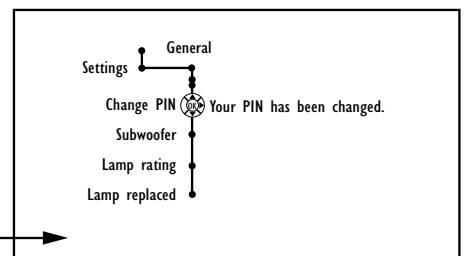 General
Settings
Change PIN OK Your PIN has been changed.
Subwoofer
Lamp rating
Lamp replaced